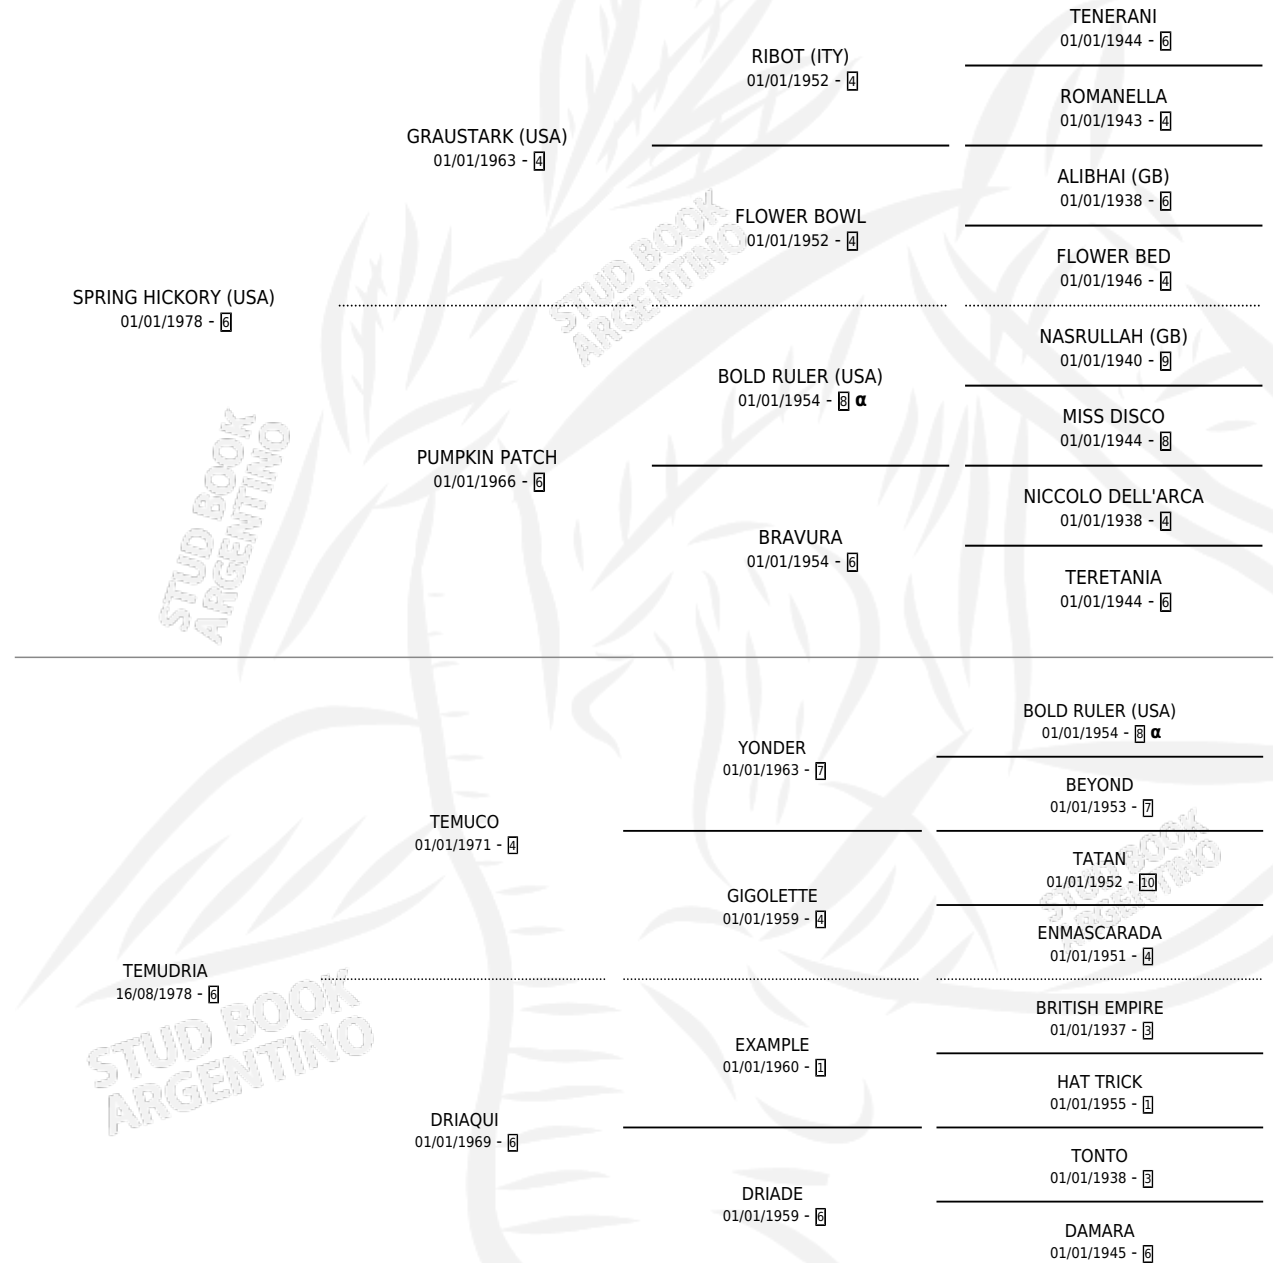 TENERANI
01/01/1944 - 6
RIBOT (ITY)
01/01/1952 - 4
ROMANELLA
01/01/1943 - 4
GRAUSTARK (USA)
01/01/1963 - 4
ALIBHAI (GB)
01/01/1938 - 6
FLOWER BOWL
01/01/1952 - 4
FLOWER BED
01/01/1946 - 4
STUD BOOK
ARGENTINO
SPRING HICKORY (USA)
01/01/1978 - 6
NASRULLAH (GB)
01/01/1940 - 9
BOLD RULER (USA)
01/01/1954 - 8 α
MISS DISCO
01/01/1944 - 8
PUMPKIN PATCH
01/01/1966 - 6
NICCOLO DELL'ARCA
01/01/1938 - 4
BRAVURA
01/01/1954 - 6
TERETANIA
01/01/1944 - 6
STUD BOOK
ARGENTINO
BOLD RULER (USA)
01/01/1954 - 8 α
YONDER
01/01/1963 - 7
BEYOND
01/01/1953 - 7
TEMUCO
01/01/1971 - 4
TATAN
01/01/1952 - 10
GIGOLETTE
01/01/1959 - 4
ENMASCARADA
01/01/1951 - 4
STUD BOOK
ARGENTINO
TEMUDRIA
16/08/1978 - 6
BRITISH EMPIRE
01/01/1937 - 3
EXAMPLE
01/01/1960 - 1
HAT TRICK
01/01/1955 - 1
DRIAQUI
01/01/1969 - 6
TONTO
01/01/1938 - 3
DRIADE
01/01/1959 - 6
DAMARA
01/01/1945 - 6
STUD BOOK
ARGENTINO